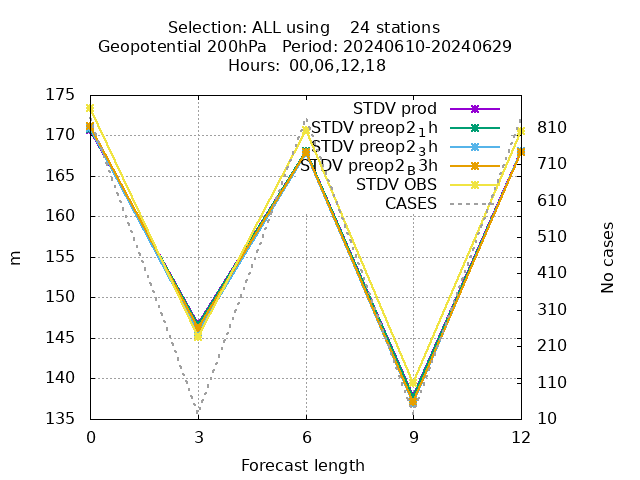 Selection: ALL using    24 stations
Geopotential 200hPa   Period: 20240610-20240629
Hours: 00,06,12,18
175
170
165
160
155
150
145
140
135
m
STDV prod
STDV preop2₁h
STDV preop2₃h
STDV preop2_B3h
STDV OBS
CASES
810
710
610
510
410
310
210
110
10
No cases
0 3 6 9 12
Forecast length